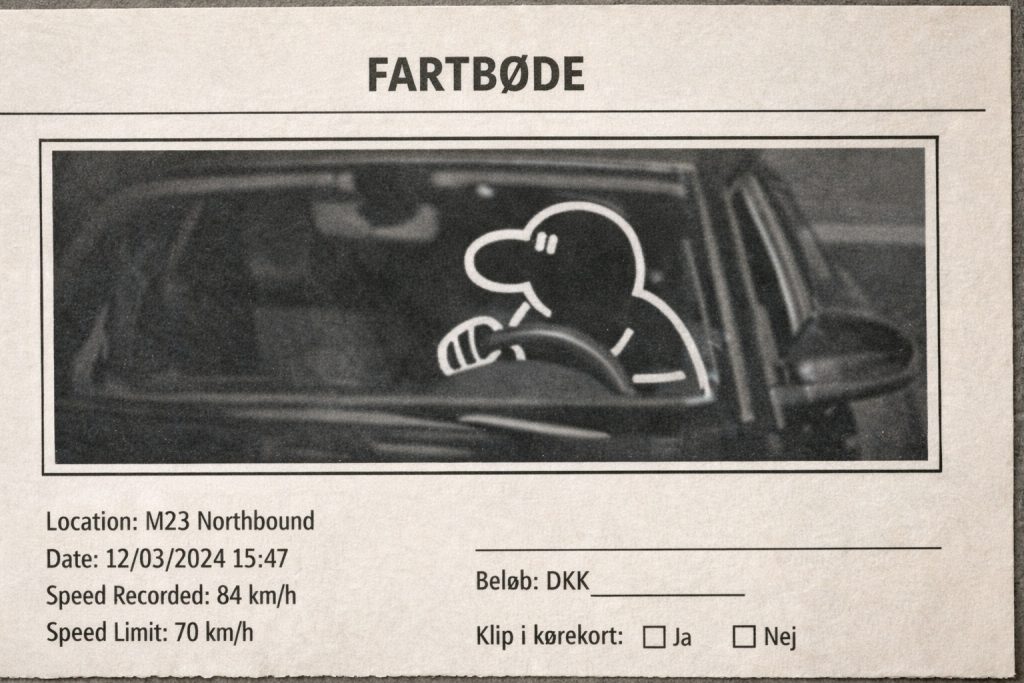 FARTBØDE
Location: M23 Northbound
Date: 12/03/2024 15:47
Speed Recorded: 84 km/h
Speed Limit: 70 km/h
Beløb: DKK
Klip i kørekort: Ja Nej